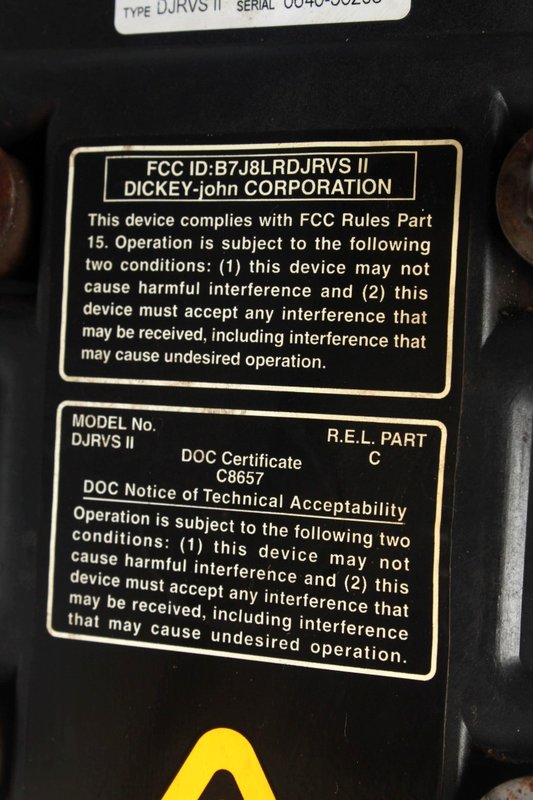 TYPE DJRVS II SERIAL
FCC ID:B7J8LRDJRVS II
DICKEY-john CORPORATION
This device complies with FCC Rules Part
15. Operation is subject to the following
two conditions: (1) this device may not
cause harmful interference and (2) this
device must accept any interference that
may be received, including interference that
may cause undesired operation.
MODEL No.
DJRVS II
R.E.L. PART
C
DOC Certificate
C8657
DOC Notice of Technical Acceptability
Operation is subject to the following two
conditions: (1) this device may not
cause harmful interference and (2) this
device must accept any interference that
may be received, including interference
that may cause undesired operation.